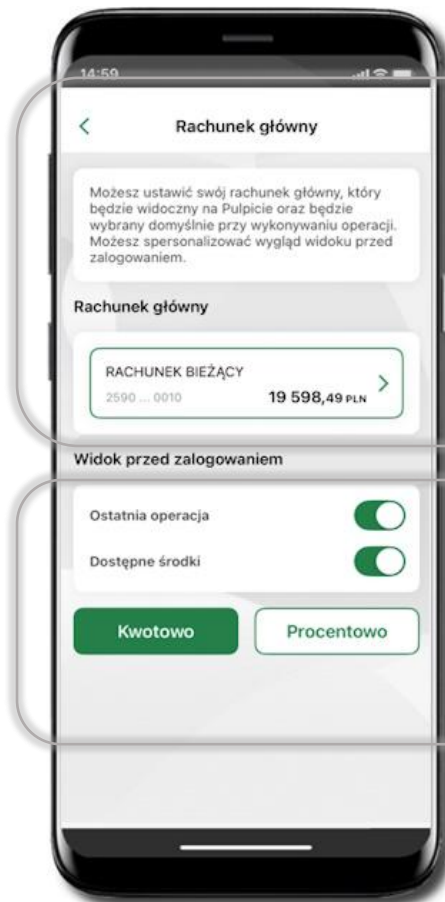 14:59
Rachunek główny
Możesz ustawić swój rachunek główny, który
będzie widoczny na Pulpicie oraz będzie
wybrany domyślnie przy wykonywaniu operacji.
Możesz spersonalizować wygląd widoku przed
zalogowaniem.
Rachunek główny
RACHUNEK BIEŻĄCY
2590 ... 0010 19 598,49 PLN
Widok przed zalogowaniem
Ostatnia operacja
Dostępne środki
Kwotowo Procentowo